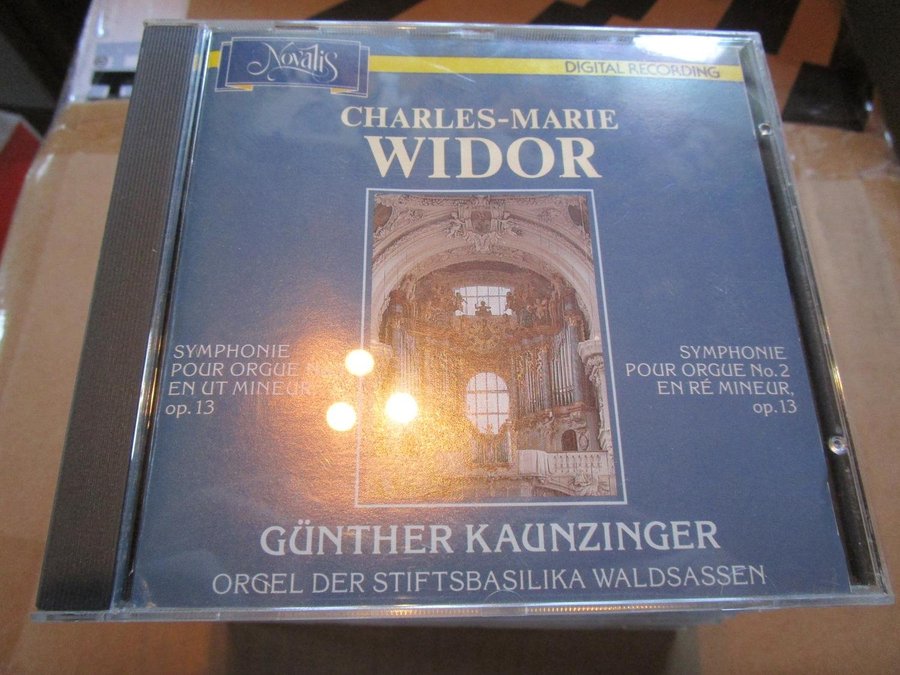 Novalis
DIGITAL RECORDING
CHARLES-MARIE
WIDOR
SYMPHONIE
POUR ORGUE
EN UT MINEUR,
op. 13
SYMPHONIE
POUR ORGUE No. 2
EN RÉ MINEUR,
op. 13
GÜNTHER KAUNZINGER
ORGEL DER STIFTSBASILIKA WALDSASSEN